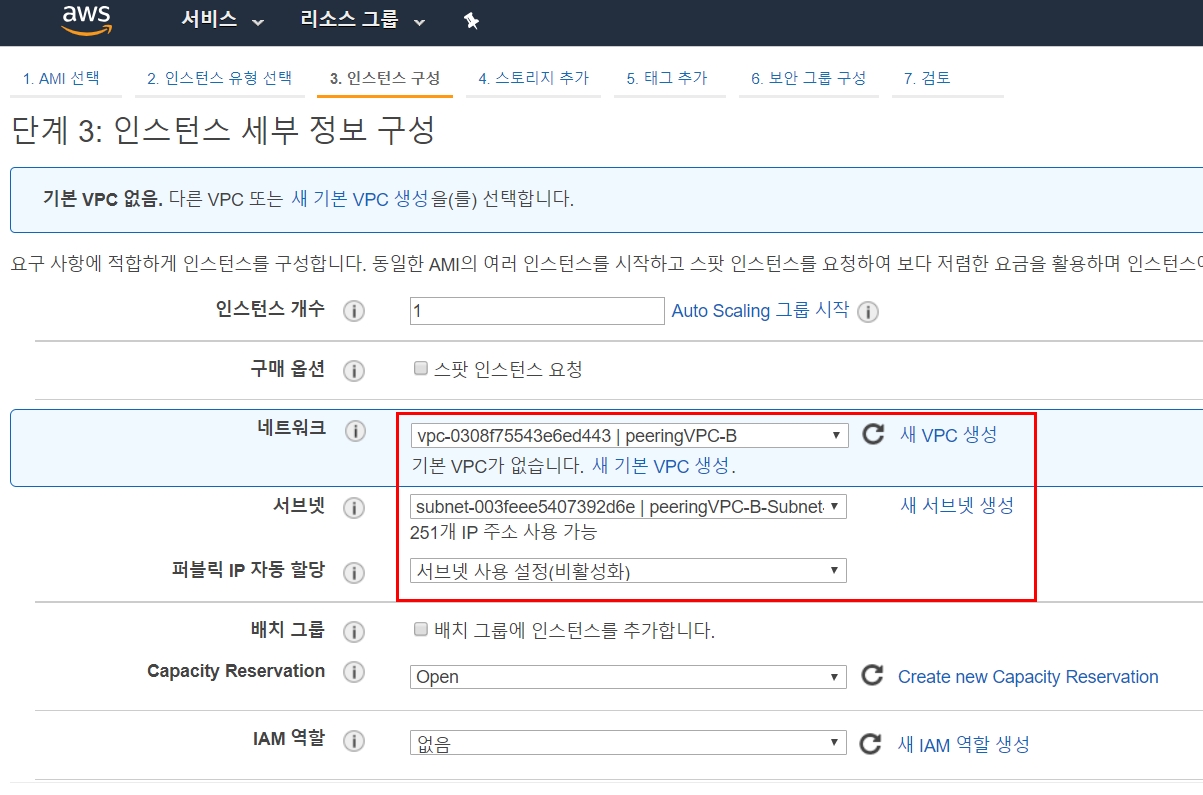 aws 서비스 리소스 그룹
1. AMI 선택 2. 인스턴스 유형 선택 3. 인스턴스 구성 4. 스토리지 추가 5. 태그 추가 6. 보안 그룹 구성 7. 검토
단계 3: 인스턴스 세부 정보 구성
기본 VPC 없음. 다른 VPC 또는 새 기본 VPC 생성을(를) 선택합니다.
요구 사항에 적합하게 인스턴스를 구성합니다. 동일한 AMI의 여러 인스턴스를 시작하고 스팟 인스턴스를 요청하여 보다 저렴한 요금을 활용하며 인스턴스에
인스턴스 개수 1 Auto Scaling 그룹 시작
구매 옵션 스팟 인스턴스 요청
네트워크 vpc-0308f75543e6ed443 | peeringVPC-B 새 VPC 생성
기본 VPC가 없습니다. 새 기본 VPC 생성.
서브넷 subnet-003feee5407392d6e | peeringVPC-B-Subnet- 새 서브넷 생성
251개 IP 주소 사용 가능
퍼블릭 IP 자동 할당 서브넷 사용 설정(비활성화)
배치 그룹 배치 그룹에 인스턴스를 추가합니다.
Capacity Reservation Open Create new Capacity Reservation
IAM 역할 없음 새 IAM 역할 생성